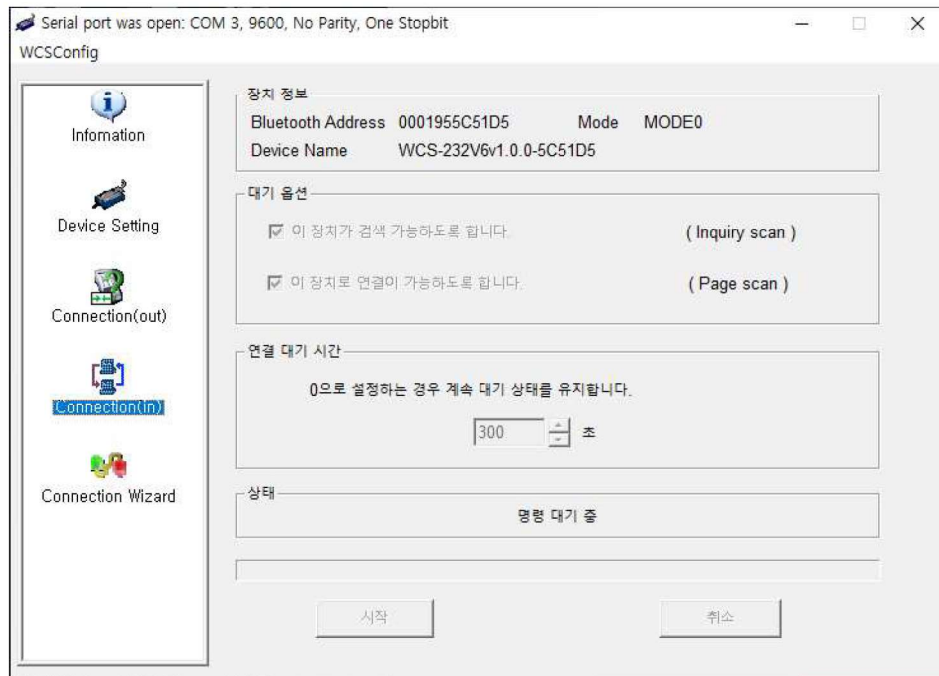 Serial port was open: COM 3, 9600, No Parity, One Stopbit
WCSConfig
Infomation
Device Setting
Connection(out)
Connection(in)
Connection Wizard
장치 정보
Bluetooth Address 0001955C51D5 Mode MODE0
Device Name WCS-232V6v1.0.0-5C51D5
대기 옵션
이 장치가 검색 가능하도록 합니다. ( Inquiry scan )
이 장치로 연결이 가능하도록 합니다. ( Page scan )
연결 대기 시간
0으로 설정하는 경우 계속 대기 상태를 유지합니다.
300 초
상태
명령 대기 중
시작 취소